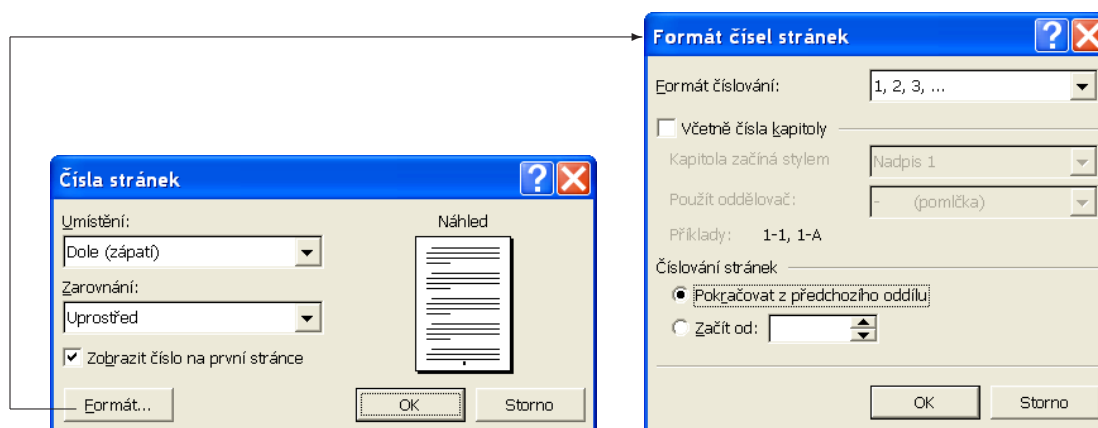 Čísla stránek
Umístění:
Náhled
Dole (zápatí)
Zarovnání:
Uprostřed
Zobrazit číslo na první stránce
Formát...
OK
Storno
Formát čísel stránek
Formát číslování:
1, 2, 3, ...
Včetně čísla kapitoly
Kapitola začíná stylem
Nadpis 1
Použít oddělovač:
- (pomlčka)
Příklady: 1-1, 1-A
Číslování stránek
Pokračovat z předchozího oddílu
Začít od:
OK
Storno